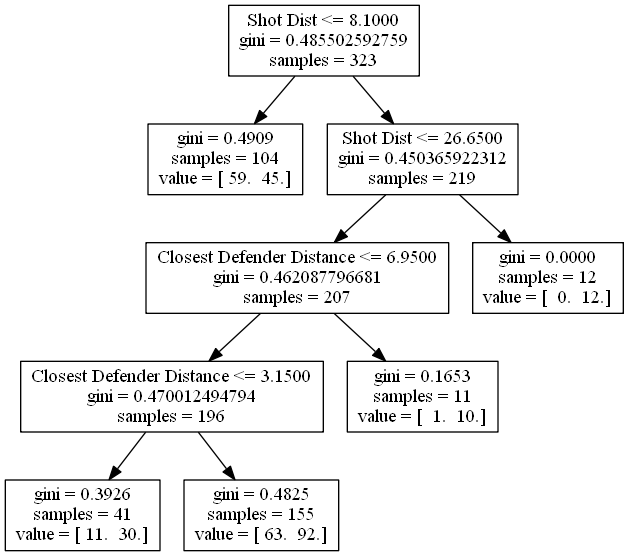 Shot Dist <= 8.1000
gini = 0.485502592759
samples = 323
gini = 0.4909
samples = 104
value = [ 59.  45.]
Shot Dist <= 26.6500
gini = 0.450365922312
samples = 219
Closest Defender Distance <= 6.9500
gini = 0.462087796681
samples = 207
gini = 0.0000
samples = 12
value = [  0.  12.]
Closest Defender Distance <= 3.1500
gini = 0.470012494794
samples = 196
gini = 0.1653
samples = 11
value = [  1.  10.]
gini = 0.3926
samples = 41
value = [ 11.  30.]
gini = 0.4825
samples = 155
value = [ 63.  92.]